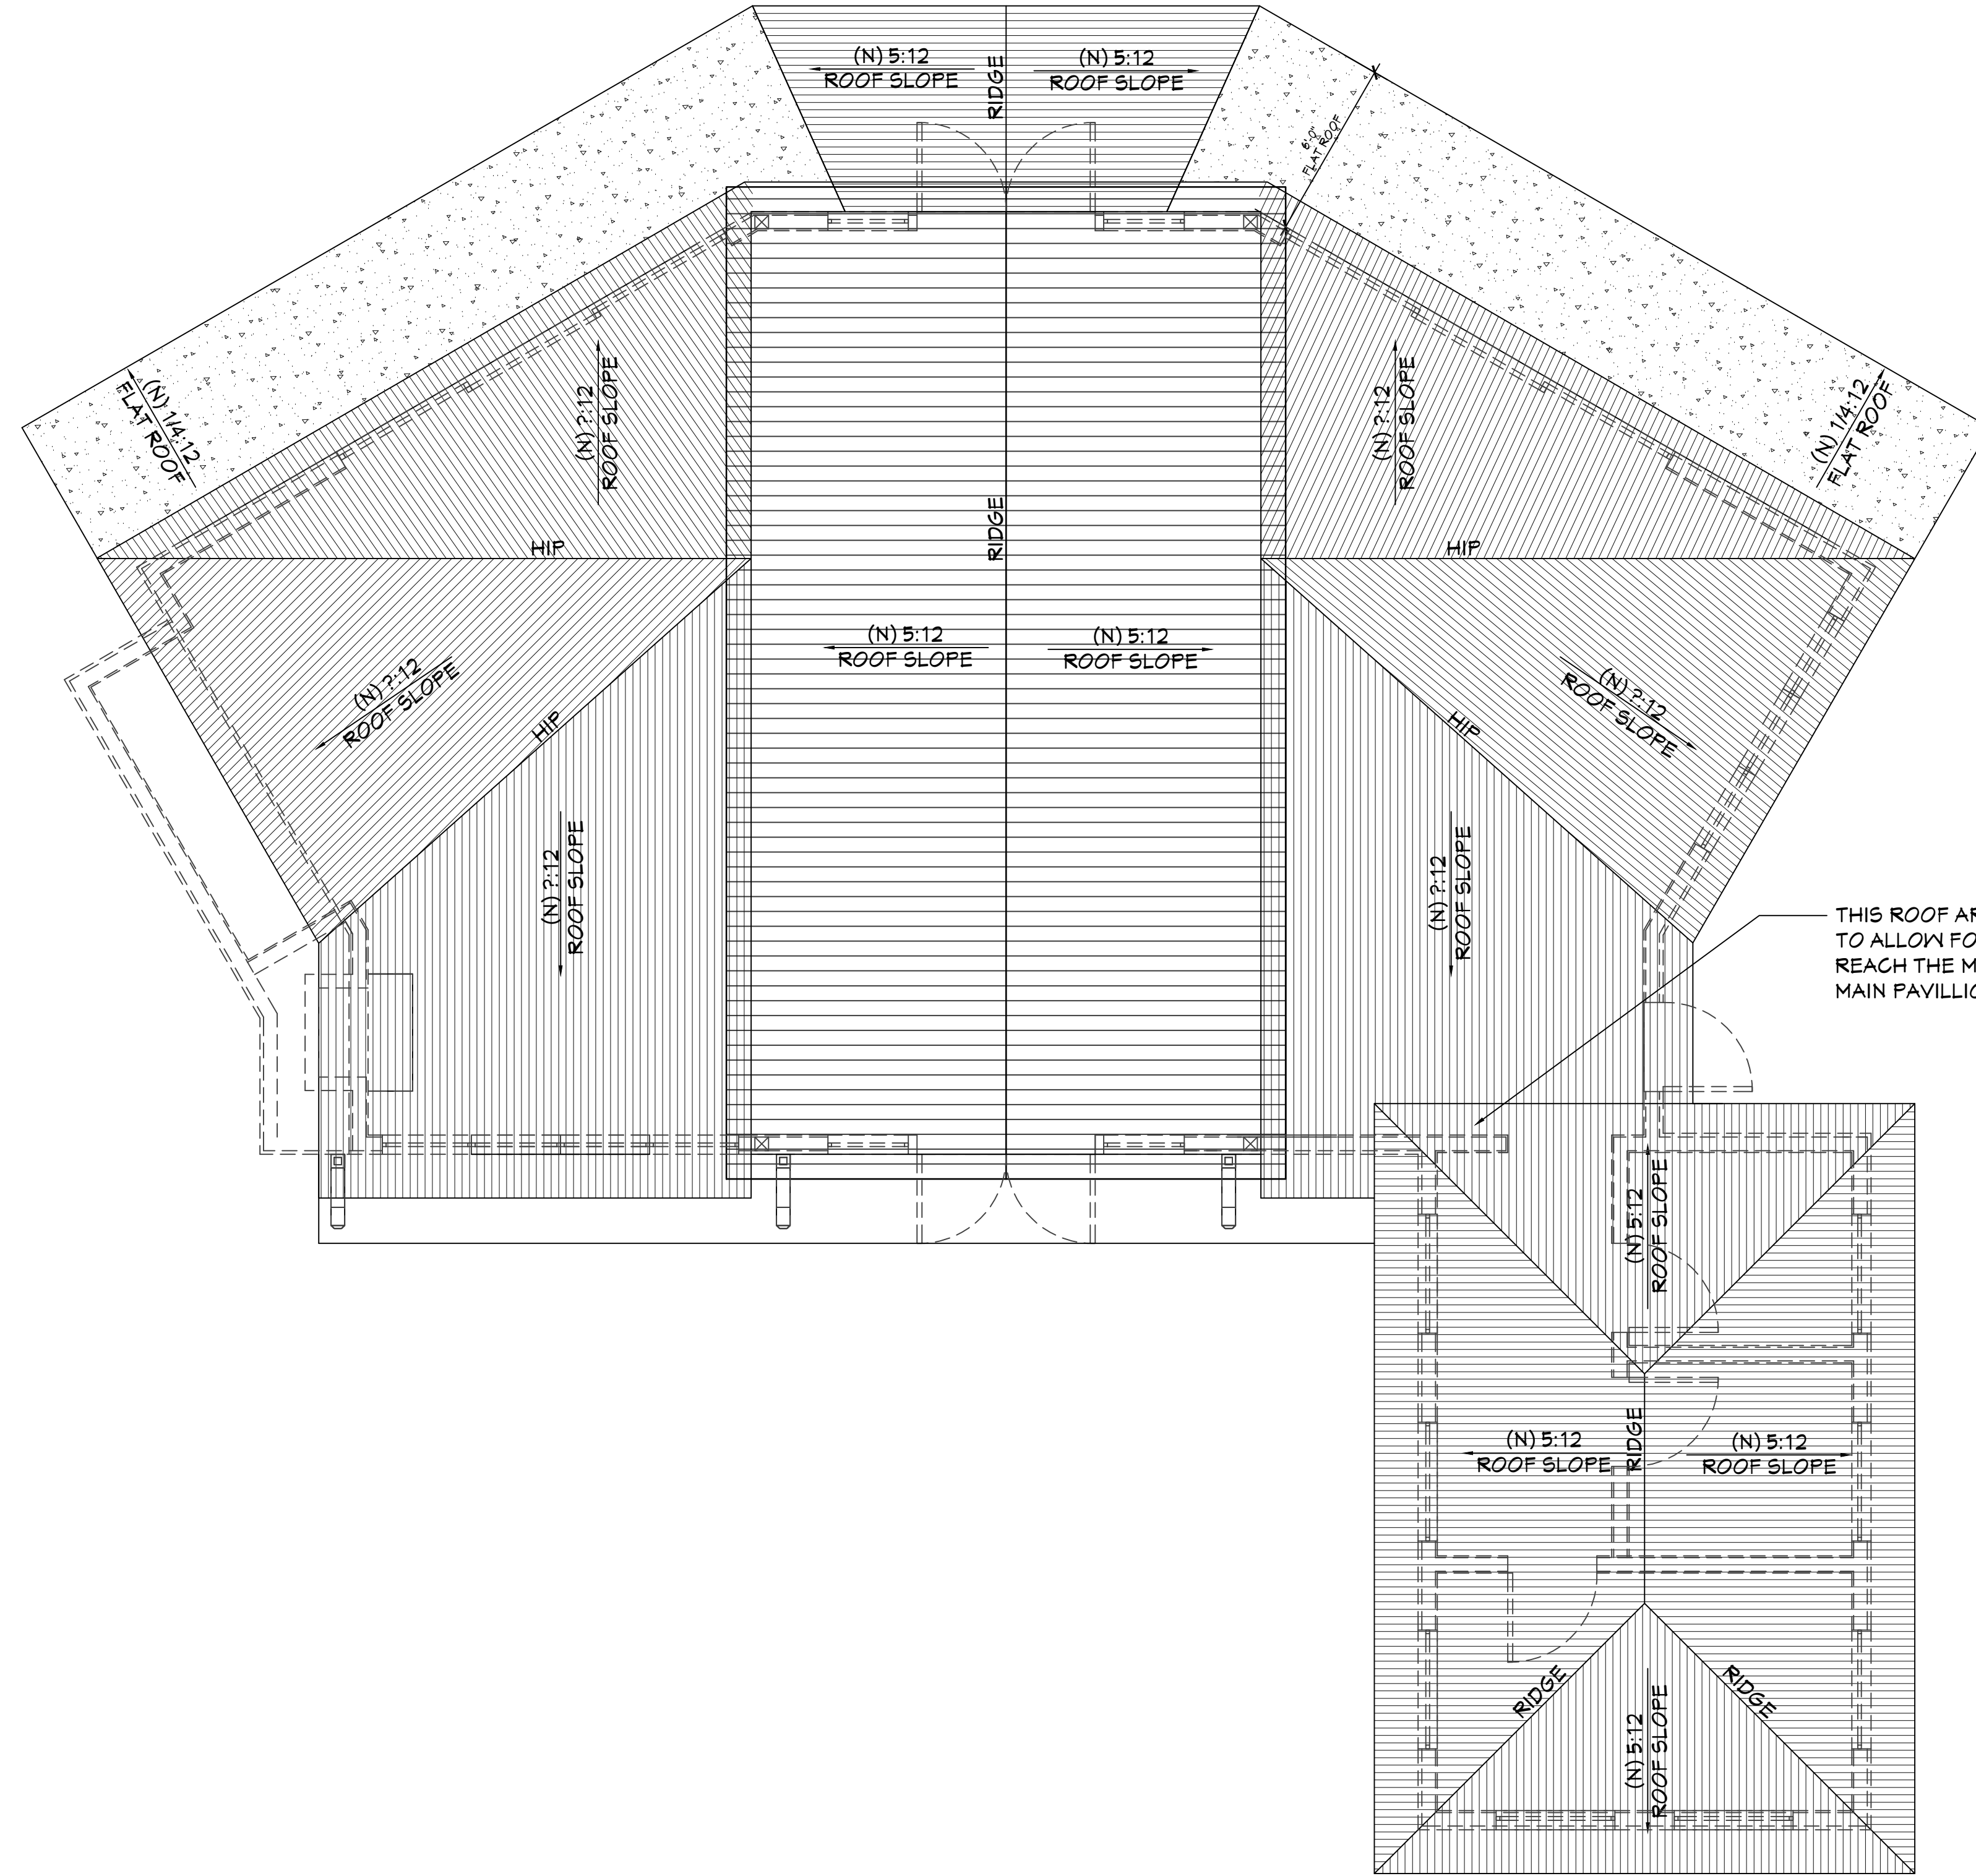 (N) 5:12
ROOF SLOPE
RIDGE
(N) 5:12
ROOF SLOPE
6'-0"
FLAT ROOF
(N) 1/4:12
FLAT ROOF
(N) ?:12
ROOF SLOPE
(N) ?:12
ROOF SLOPE
(N) 1/4:12
FLAT ROOF
HIP
RIDGE
HIP
(N) 5:12
ROOF SLOPE
(N) 5:12
ROOF SLOPE
(N) ?:12
ROOF SLOPE
HIP
HIP
(N) ?:12
ROOF SLOPE
(N) ?:12
ROOF SLOPE
(N) ?:12
ROOF SLOPE
THIS ROOF AR
TO ALLOW FO
REACH THE M
MAIN PAVILLIO
(N) 5:12
ROOF SLOPE
(N) 5:12
ROOF SLOPE
RIDGE
(N) 5:12
ROOF SLOPE
RIDGE
RIDGE
(N) 5:12
ROOF SLOPE